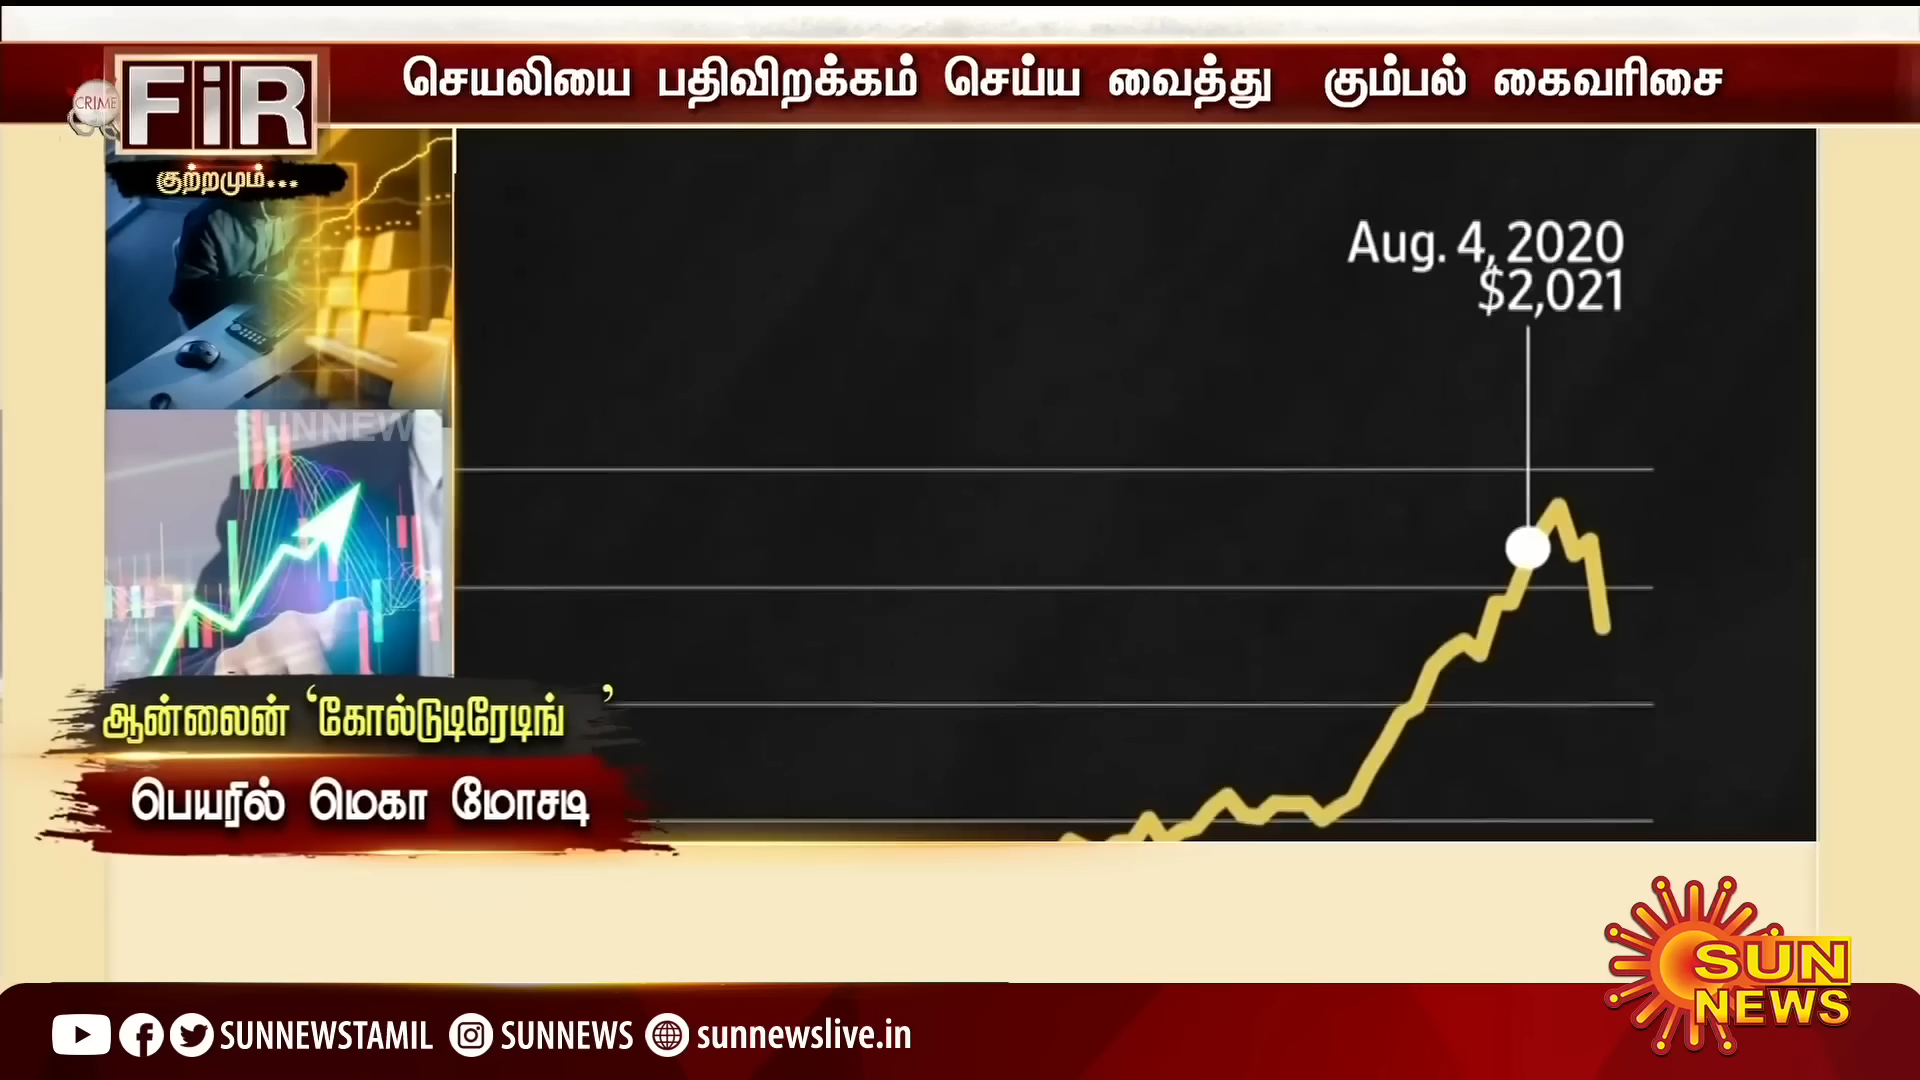 செயலியை பதிவிறக்கம் செய்ய வைத்து கும்பல் கைவரிசை
CRIME
FiR
குற்றமும்...
Aug. 4, 2020
$2,021
SUNNEWS
ஆன்லைன் ‘கோல்டுடிரேடிங் ’
பெயரில் மெகா மோசடி
SUN
NEWS
SUNNEWSTAMIL SUNNEWS sunnewslive.in